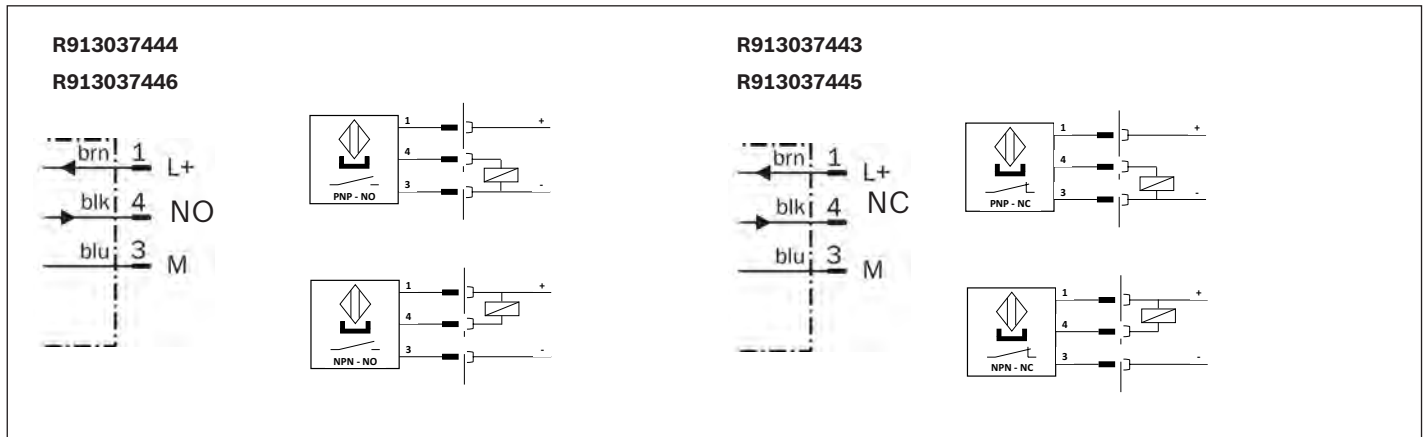 R913037444
R913037446
brn 1 L+
blk 4 NO
blu 3 M
1 +
4
3 -
PNP - NO
1 +
4
3 -
NPN - NO
R913037443
R913037445
brn 1 L+
blk 4 NC
blu 3 M
1 +
4
3 -
PNP - NC
1 +
4
3 -
NPN - NC